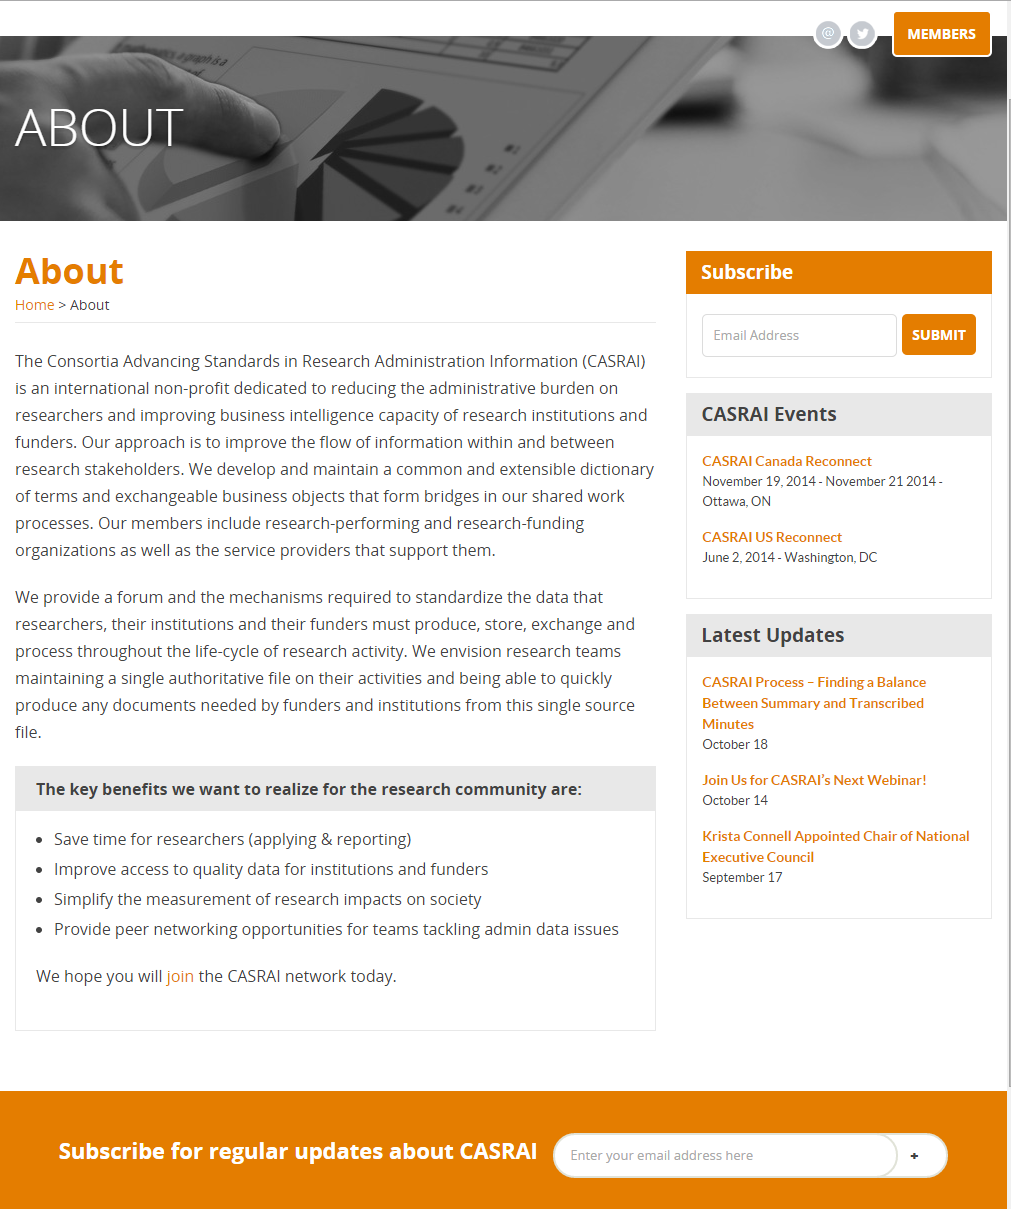 @
MEMBERS
mathematics, a graph is a
ABOUT
About
Home > About
The Consortia Advancing Standards in Research Administration Information (CASRAI)
is an international non-profit dedicated to reducing the administrative burden on
researchers and improving business intelligence capacity of research institutions and
funders. Our approach is to improve the flow of information within and between
research stakeholders. We develop and maintain a common and extensible dictionary
of terms and exchangeable business objects that form bridges in our shared work
processes. Our members include research-performing and research-funding
organizations as well as the service providers that support them.
We provide a forum and the mechanisms required to standardize the data that
researchers, their institutions and their funders must produce, store, exchange and
process throughout the life-cycle of research activity. We envision research teams
maintaining a single authoritative file on their activities and being able to quickly
produce any documents needed by funders and institutions from this single source
file.
The key benefits we want to realize for the research community are:
• Save time for researchers (applying & reporting)
• Improve access to quality data for institutions and funders
• Simplify the measurement of research impacts on society
• Provide peer networking opportunities for teams tackling admin data issues
We hope you will join the CASRAI network today.
Subscribe
Email Address
SUBMIT
CASRAI Events
CASRAI Canada Reconnect
November 19, 2014 - November 21 2014 -
Ottawa, ON
CASRAI US Reconnect
June 2, 2014 - Washington, DC
Latest Updates
CASRAI Process – Finding a Balance
Between Summary and Transcribed
Minutes
October 18
Join Us for CASRAI’s Next Webinar!
October 14
Krista Connell Appointed Chair of National
Executive Council
September 17
Subscribe for regular updates about CASRAI
Enter your email address here
+